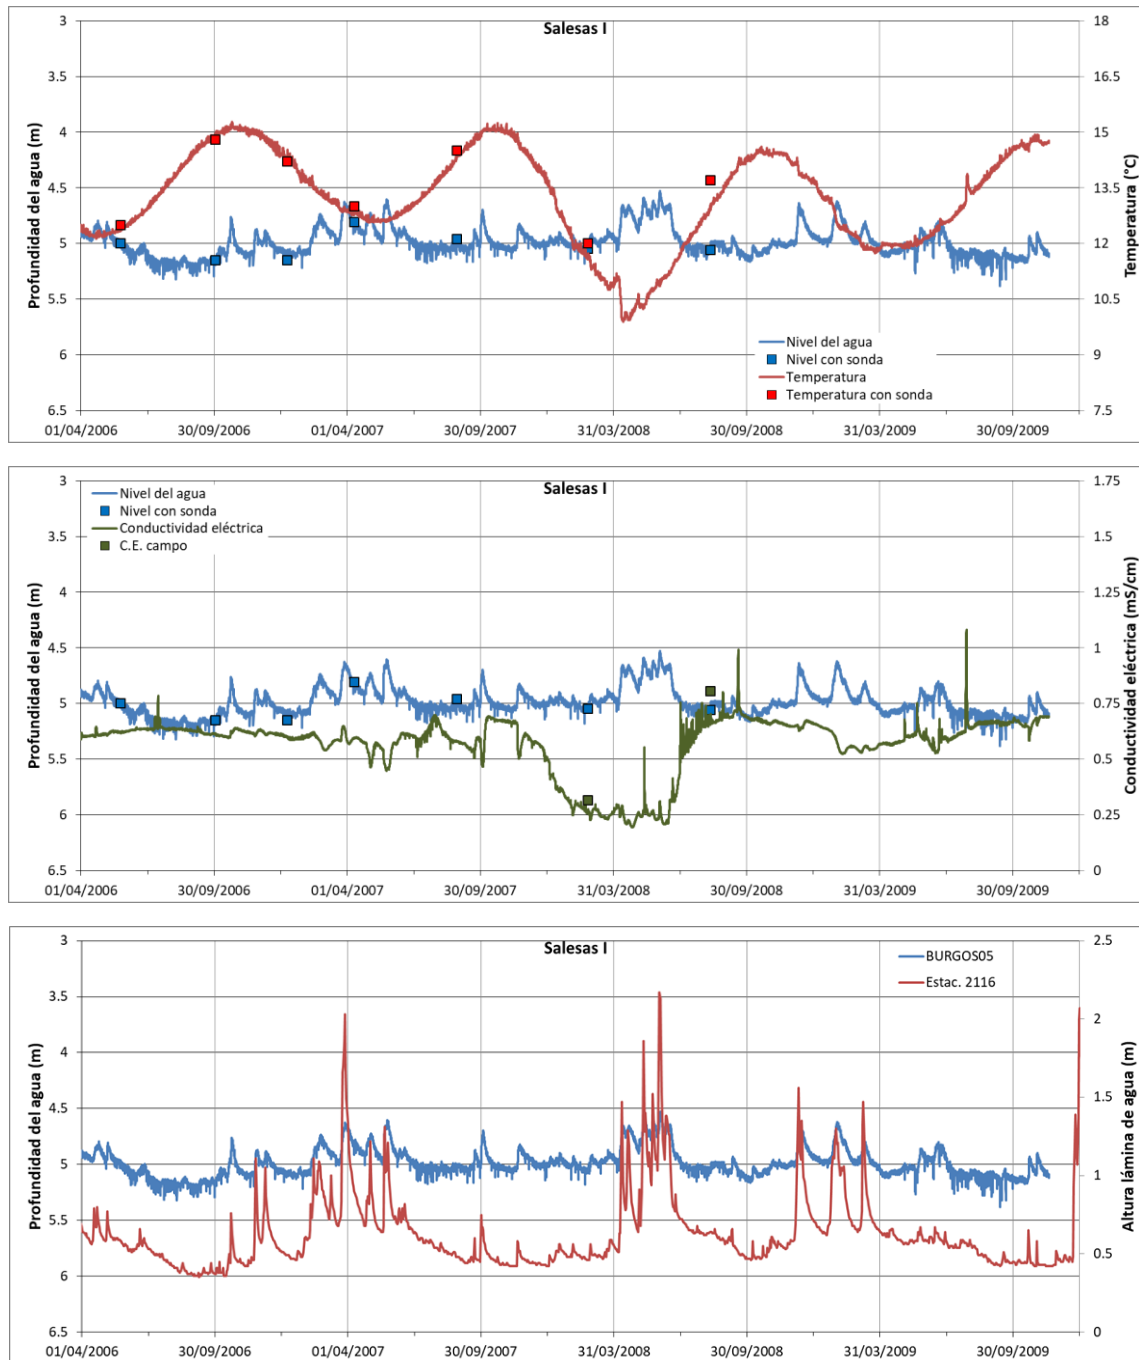 Salesas I
Profundidad del agua (m)
3
3.5
4
4.5
5
5.5
6
6.5
18
16.5
15
13.5
12
10.5
9
7.5
Temperatura (°C)
Nivel del agua
Nivel con sonda
Temperatura
Temperatura con sonda
01/04/2006 30/09/2006 01/04/2007 30/09/2007 31/03/2008 30/09/2008 31/03/2009 30/09/2009
Salesas I
Profundidad del agua (m)
3
3.5
4
4.5
5
5.5
6
6.5
1.75
1.5
1.25
1
0.75
0.5
0.25
0
Conductividad eléctrica (mS/cm)
Nivel del agua
Nivel con sonda
Conductividad eléctrica
C.E. campo
01/04/2006 30/09/2006 01/04/2007 30/09/2007 31/03/2008 30/09/2008 31/03/2009 30/09/2009
Salesas I
Profundidad del agua (m)
3
3.5
4
4.5
5
5.5
6
6.5
2.5
2
1.5
1
0.5
0
Altura lámina de agua (m)
BURGOS05
Estac. 2116
01/04/2006 30/09/2006 01/04/2007 30/09/2007 31/03/2008 30/09/2008 31/03/2009 30/09/2009